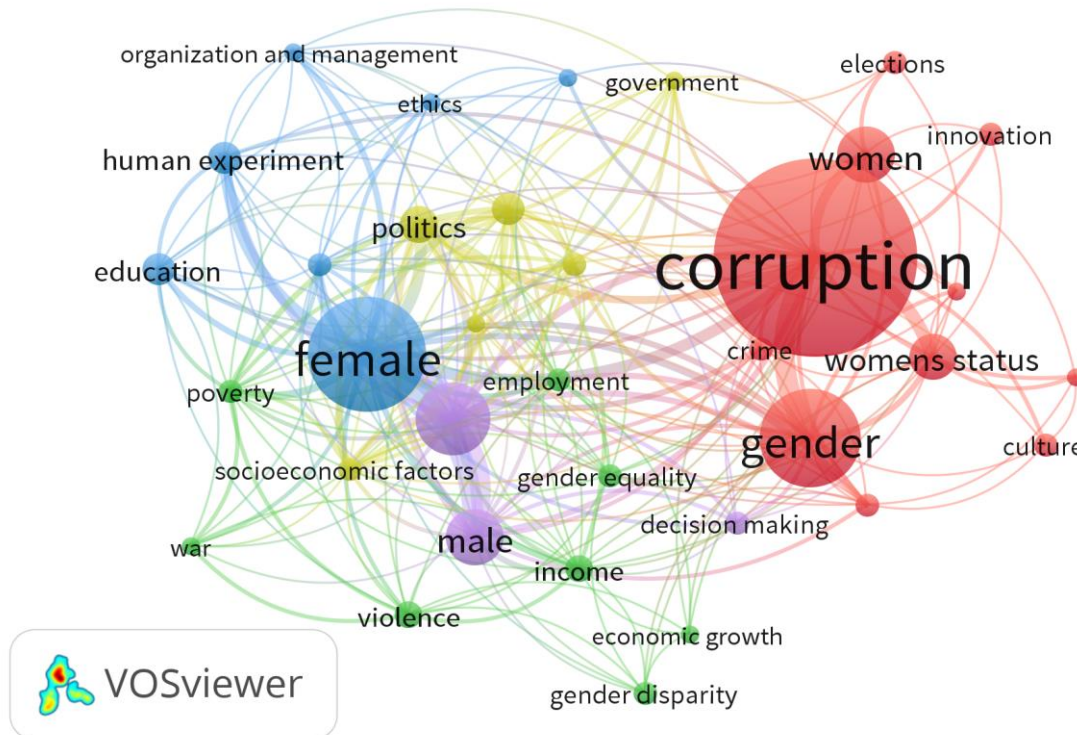 organization and management
elections
government
ethics
innovation
human experiment
women
politics
education
corruption
crime
womens status
female
employment
poverty
gender
culture
socioeconomic factors
gender equality
decision making
male
war
income
violence
economic growth
gender disparity
VOSviewer